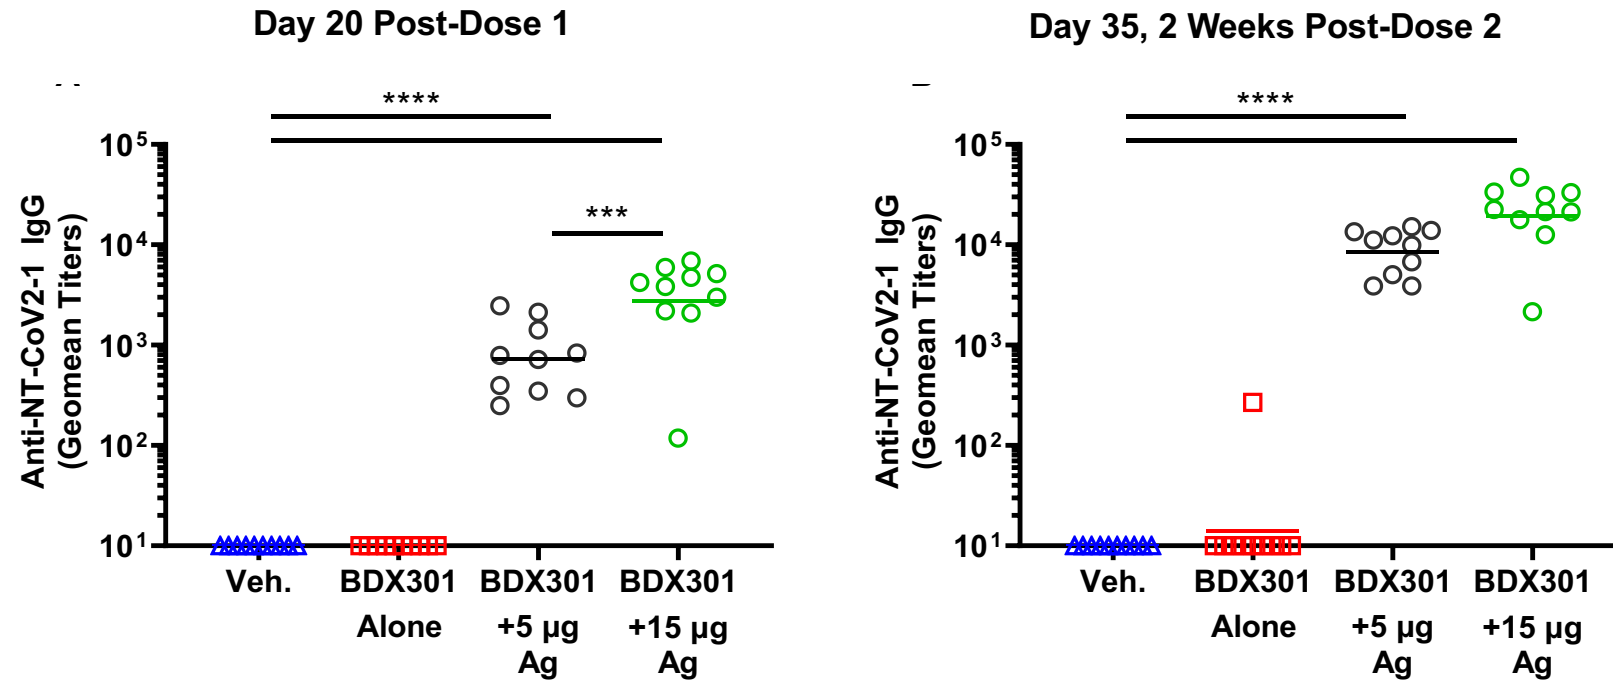 Day 20 Post-Dose 1
****
***
10⁵
10⁴
10³
10²
10¹
Anti-NT-CoV2-1 IgG
(Geomean Titers)
Veh.
BDX301
Alone
BDX301
+5 µg
Ag
BDX301
+15 µg
Ag
Day 35, 2 Weeks Post-Dose 2
****
10⁵
10⁴
10³
10²
10¹
Anti-NT-CoV2-1 IgG
(Geomean Titers)
Veh.
BDX301
Alone
BDX301
+5 µg
Ag
BDX301
+15 µg
Ag